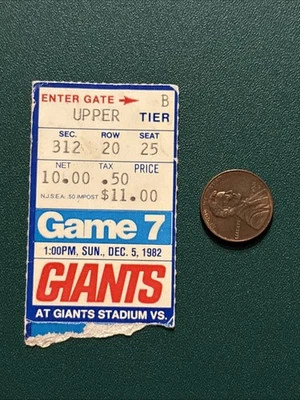 ENTER GATE → B
UPPER TIER
SEC. ROW SEAT
312 20 25
NET TAX PRICE
10.00 .50
N.J.S.E.A. .50 IMPOST $11.00
Game 7
1:00PM, SUN., DEC. 5, 1982
GIANTS
AT GIANTS STADIUM VS.